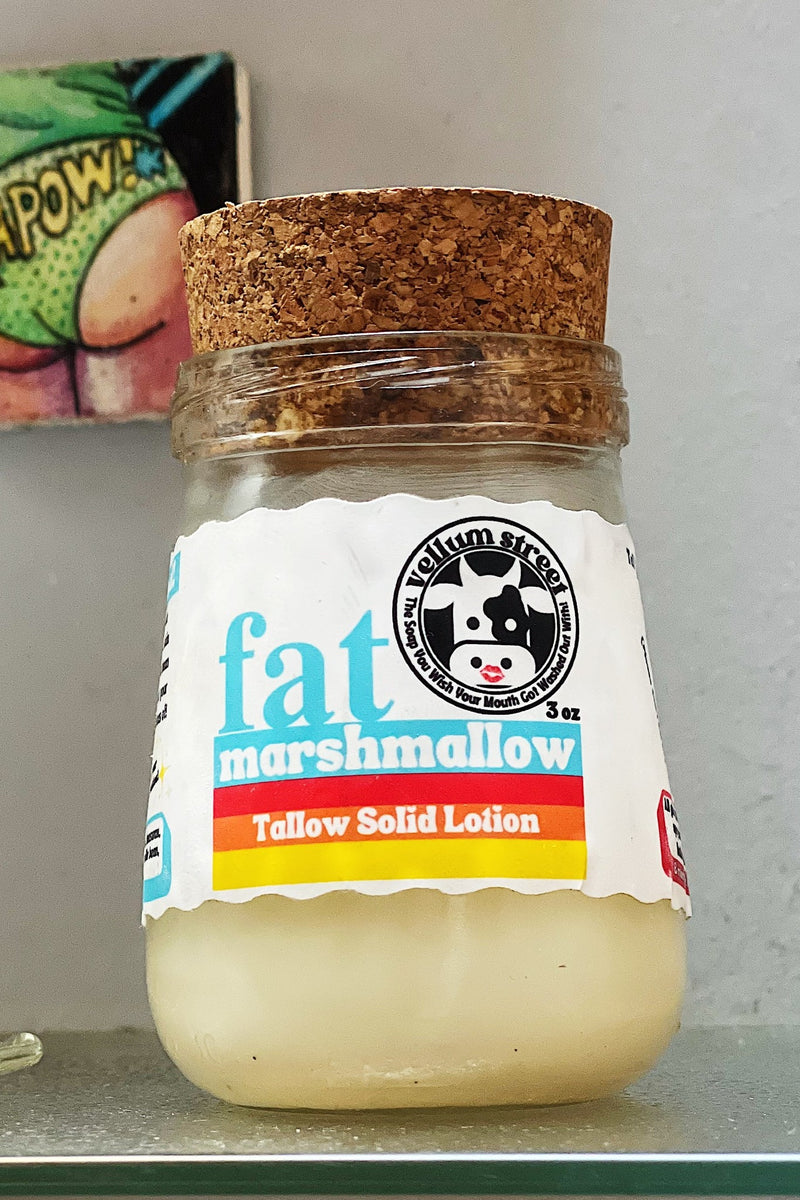 APOW!
Vellum street
The Soap You Wish Your Mouth Got Washed Out With!
3 oz
fat
marshmallow
Tallow Solid Lotion